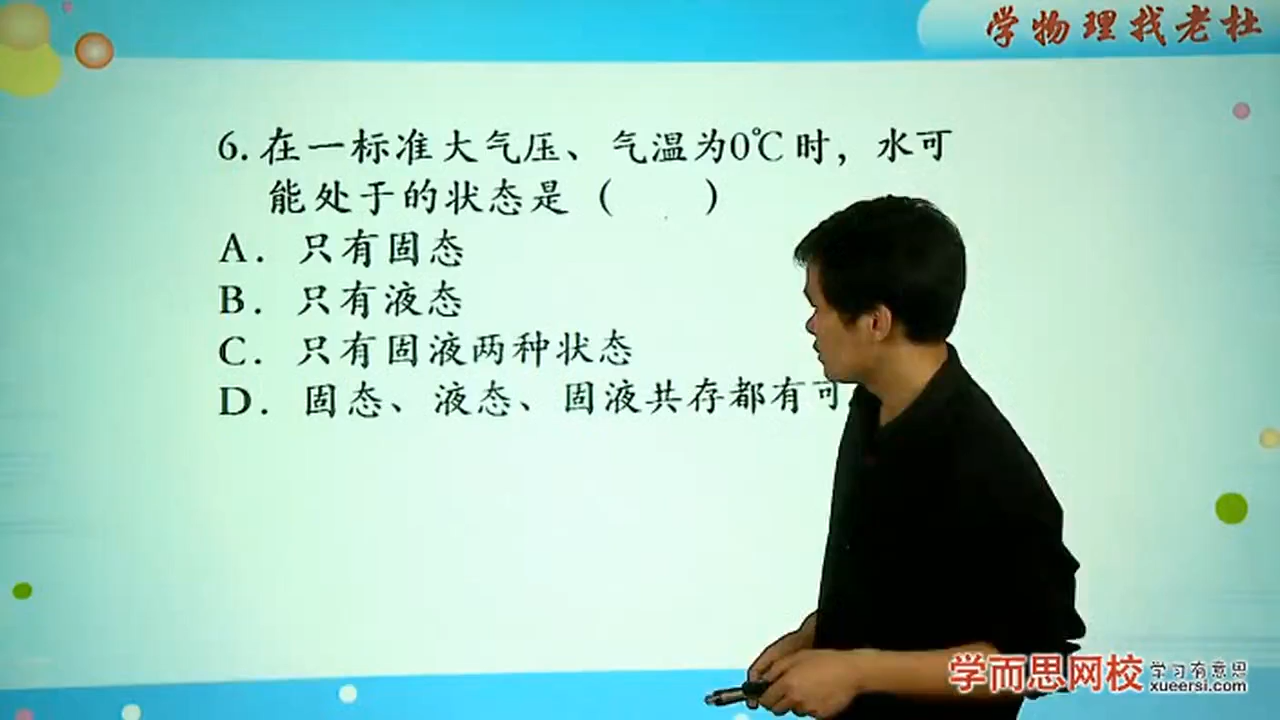 学物理找老杜
6. 在一标准大气压、气温为0℃时，水可
能处于的状态是（　　）
A．只有固态
B．只有液态
C．只有固液两种状态
D．固态、液态、固液共存都有可
学而思网校
学习有意思
xueersi.com